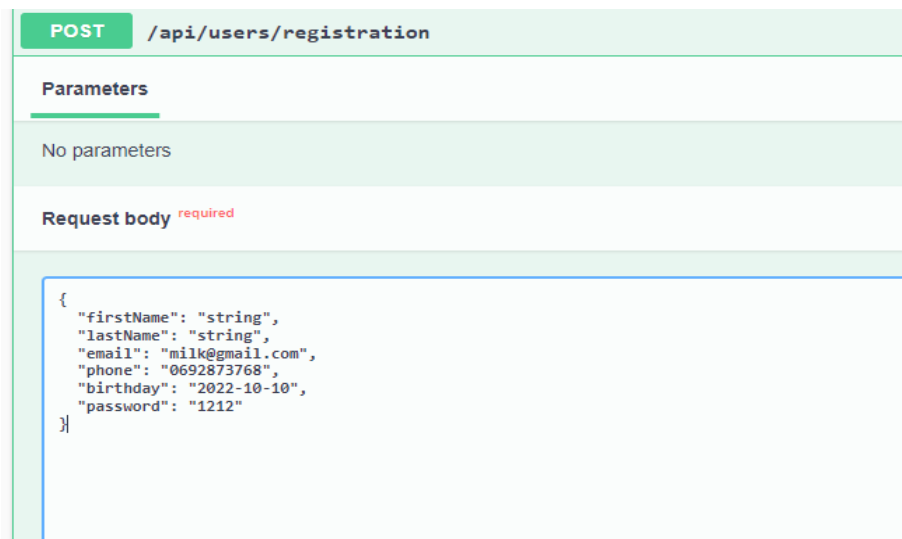 POST /api/users/registration
Parameters
No parameters
Request body required
{
  "firstName": "string",
  "lastName": "string",
  "email": "milk@gmail.com",
  "phone": "0692873768",
  "birthday": "2022-10-10",
  "password": "1212"
}